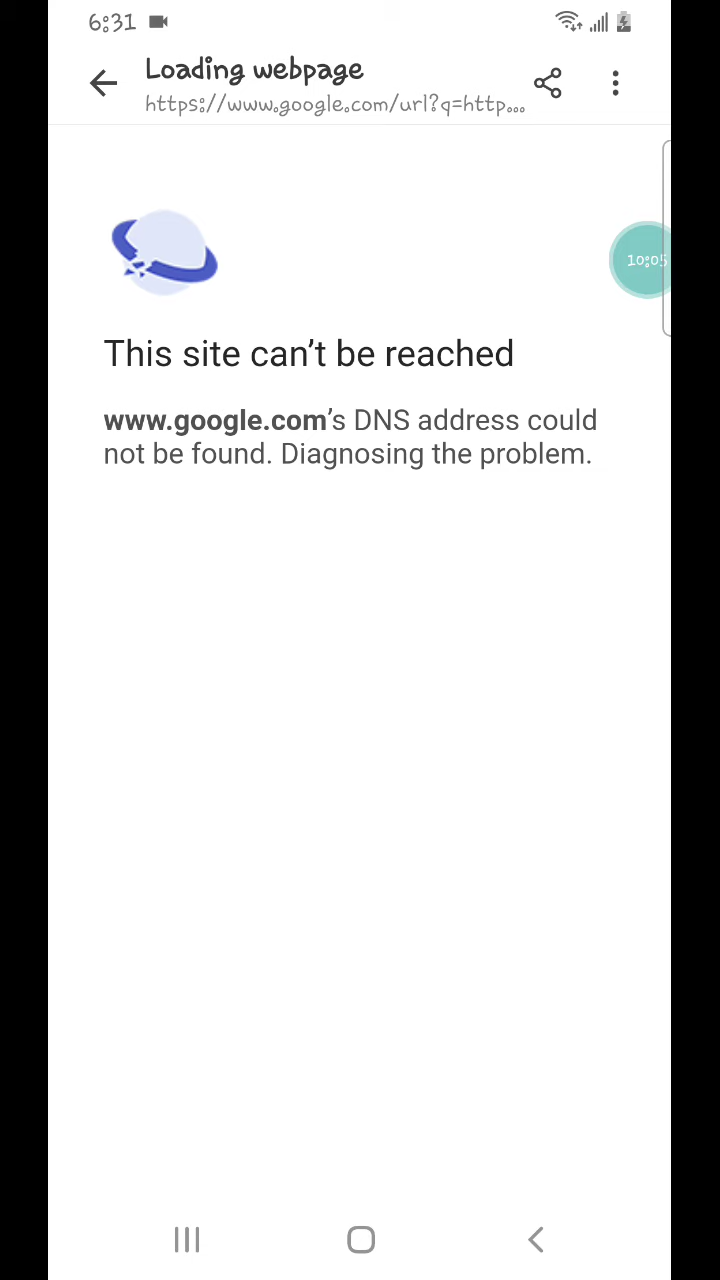 6:31
Loading webpage
https://www.google.com/url?q=http...
10:05
This site can't be reached
www.google.com's DNS address could
not be found. Diagnosing the problem.